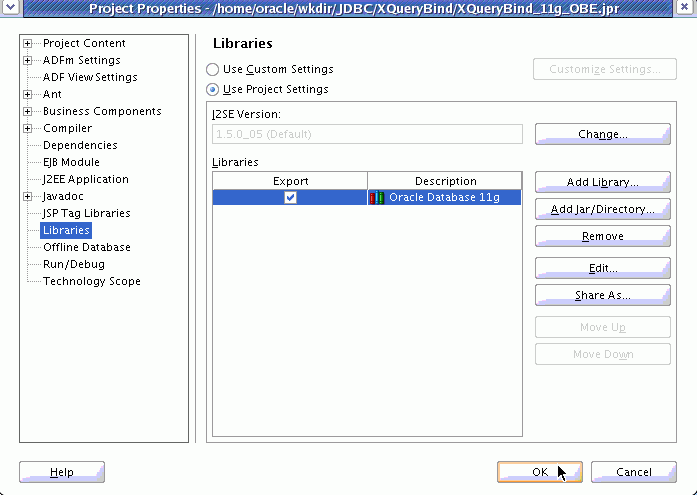 Project Properties - /home/oracle/wkdir/JDBC/XQueryBind/XQueryBind_11g_OBE.jpr
Project Content
ADFm Settings
ADF View Settings
Ant
Business Components
Compiler
Dependencies
EJB Module
J2EE Application
Javadoc
JSP Tag Libraries
Libraries
Offline Database
Run/Debug
Technology Scope
Libraries
Use Custom Settings
Customize Settings...
Use Project Settings
J2SE Version:
1.5.0_05 (Default)
Change...
Libraries
Export Description
Oracle Database 11g
Add Library...
Add Jar/Directory...
Remove
Edit...
Share As...
Move Up
Move Down
Help
OK
Cancel